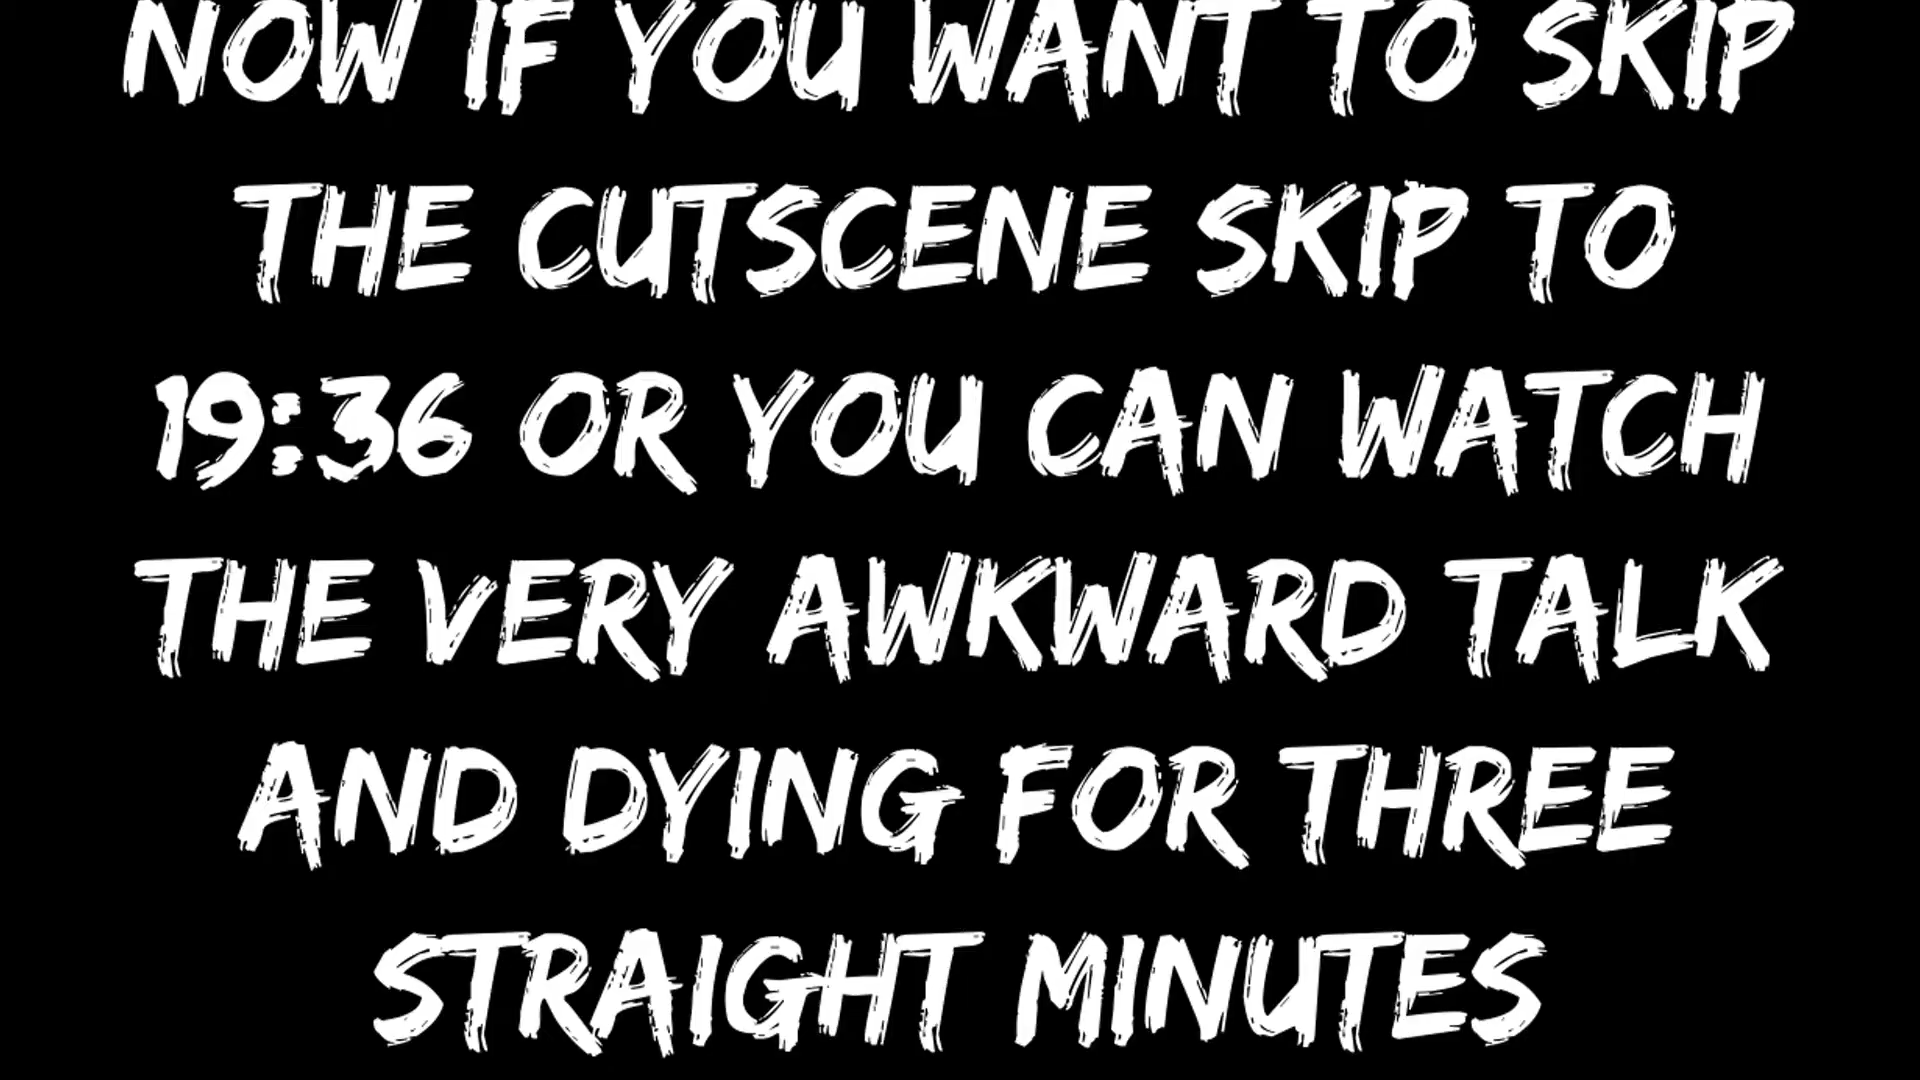 NOW IF YOU WANT TO SKIP
THE CUTSCENE SKIP TO
19:36 OR YOU CAN WATCH
THE VERY AWKWARD TALK
AND DYING FOR THREE
STRAIGHT MINUTES